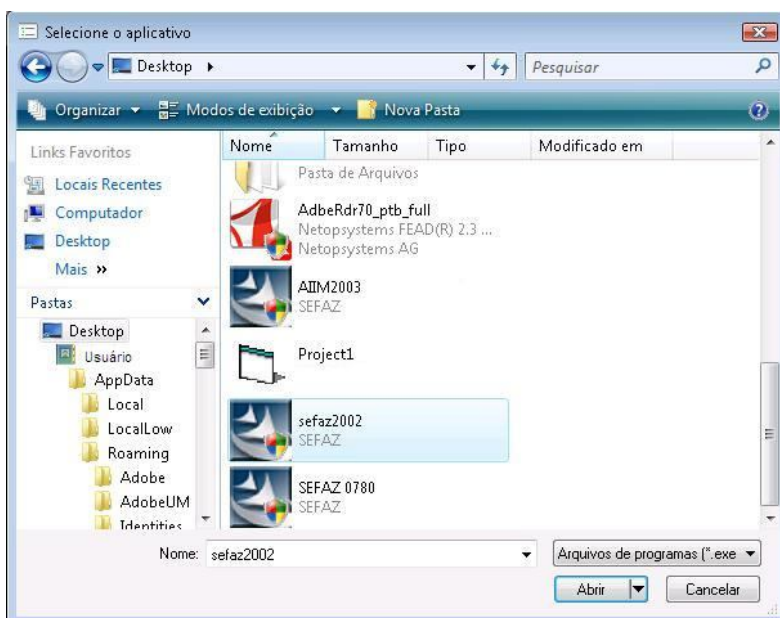 Selecione o aplicativo
Desktop
Pesquisar
Organizar
Modos de exibição
Nova Pasta
Links Favoritos
Locais Recentes
Computador
Desktop
Mais »
Pastas
Desktop
Usuário
AppData
Local
LocalLow
Roaming
Adobe
AdobeUM
Identities
Nome Tamanho Tipo Modificado em
Pasta de Arquivos
AdbeRdr70_ptb_full
Netopsystems FEAD(R) 2.3 ...
Netopsystems AG
AIIM2003
SEFAZ
Project1
sefaz2002
SEFAZ
SEFAZ 0780
SEFAZ
Nome: sefaz2002
Arquivos de programas (*.exe
Abrir Cancelar